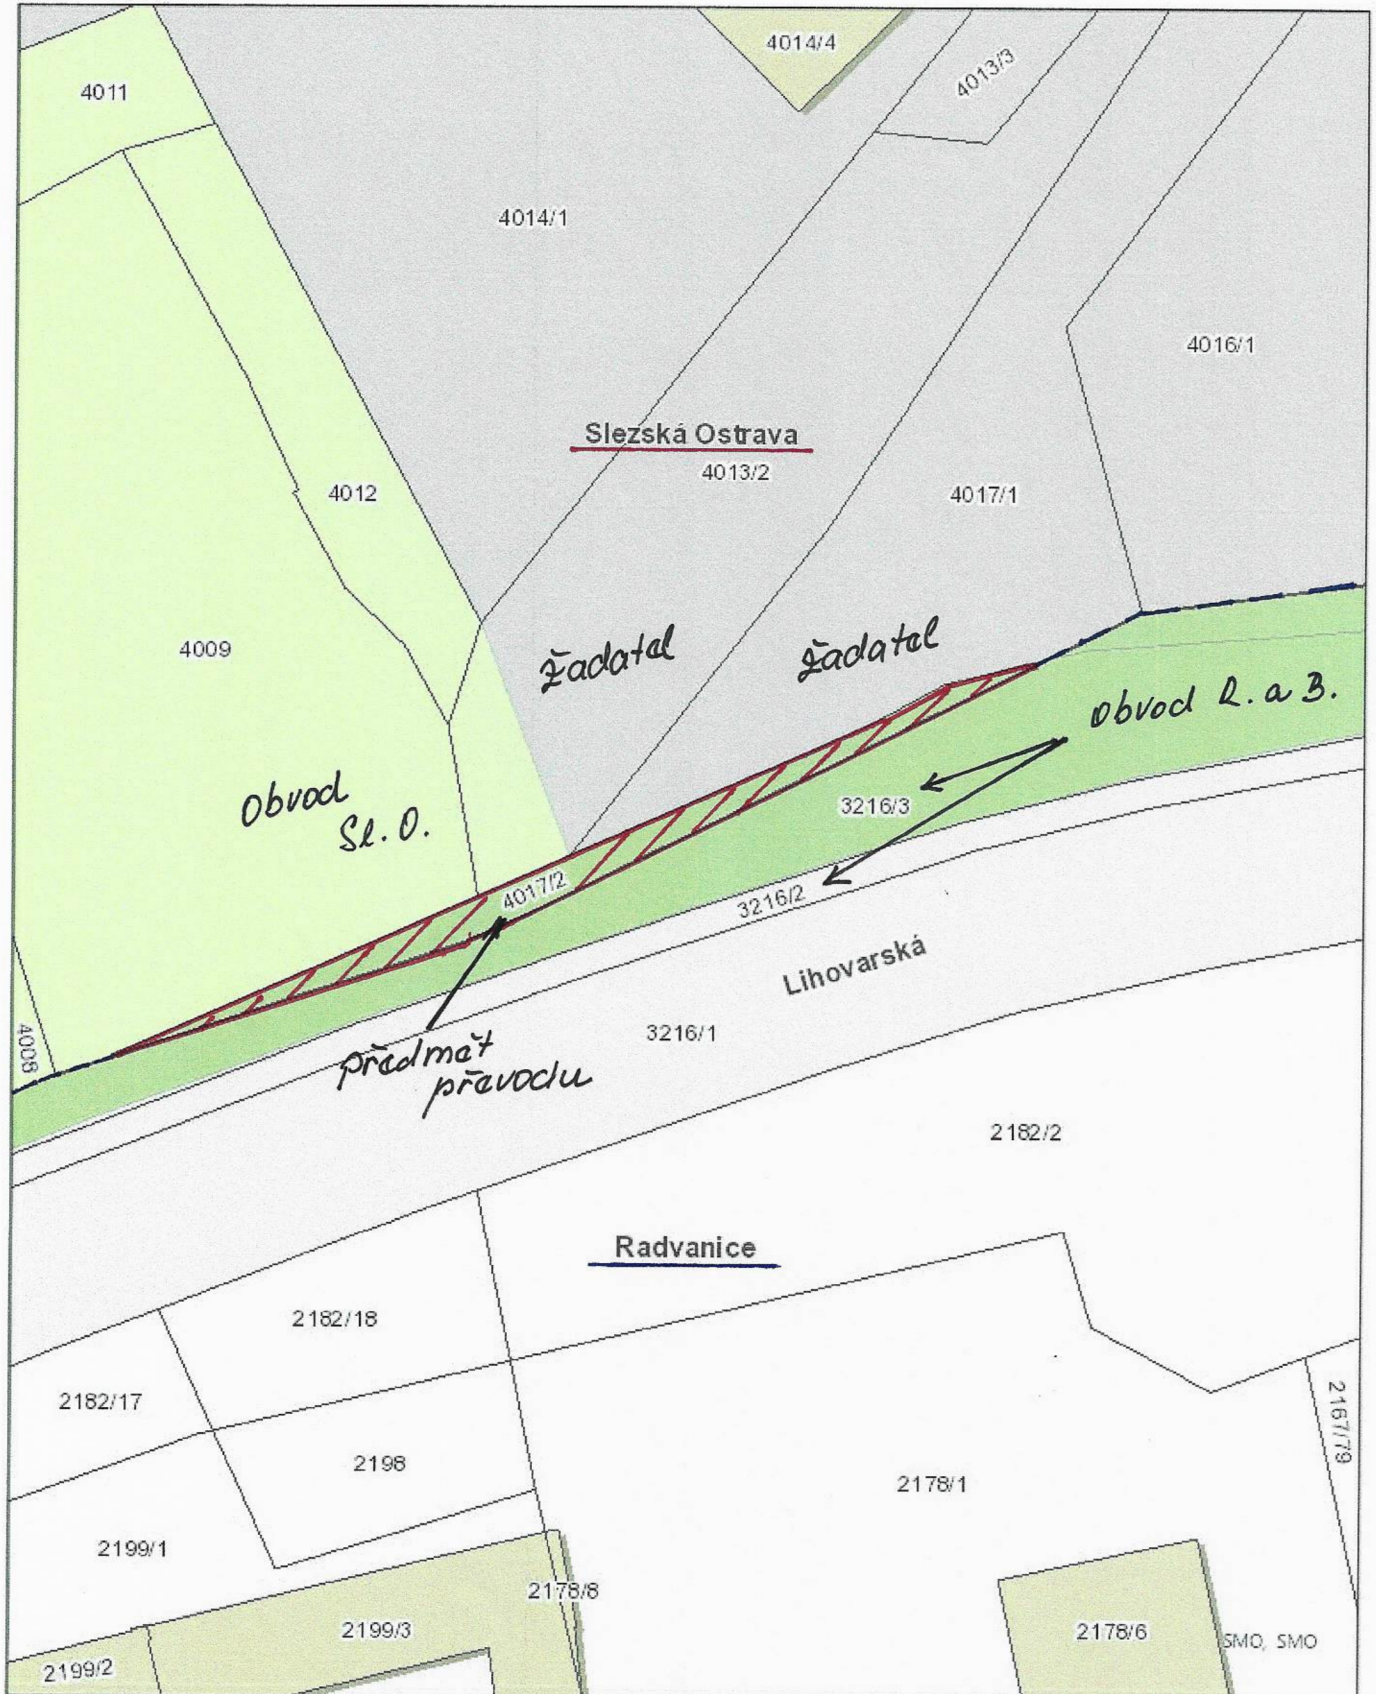 4014/4
4013/3
4011
4014/1
4016/1
Slezská Ostrava
4013/2
4012
4017/1
4009
žadatel
žadatel
Obvod R. a B.
Obvod
Sl. O.
3216/3
4017/2
3216/2
Lihovarská
4008
3216/1
předmět
převodu
2182/2
Radvanice
2182/18
2182/17
2167/79
2198
2178/1
2199/1
2178/8
2199/3
2178/6
SMO, SMO
2199/2